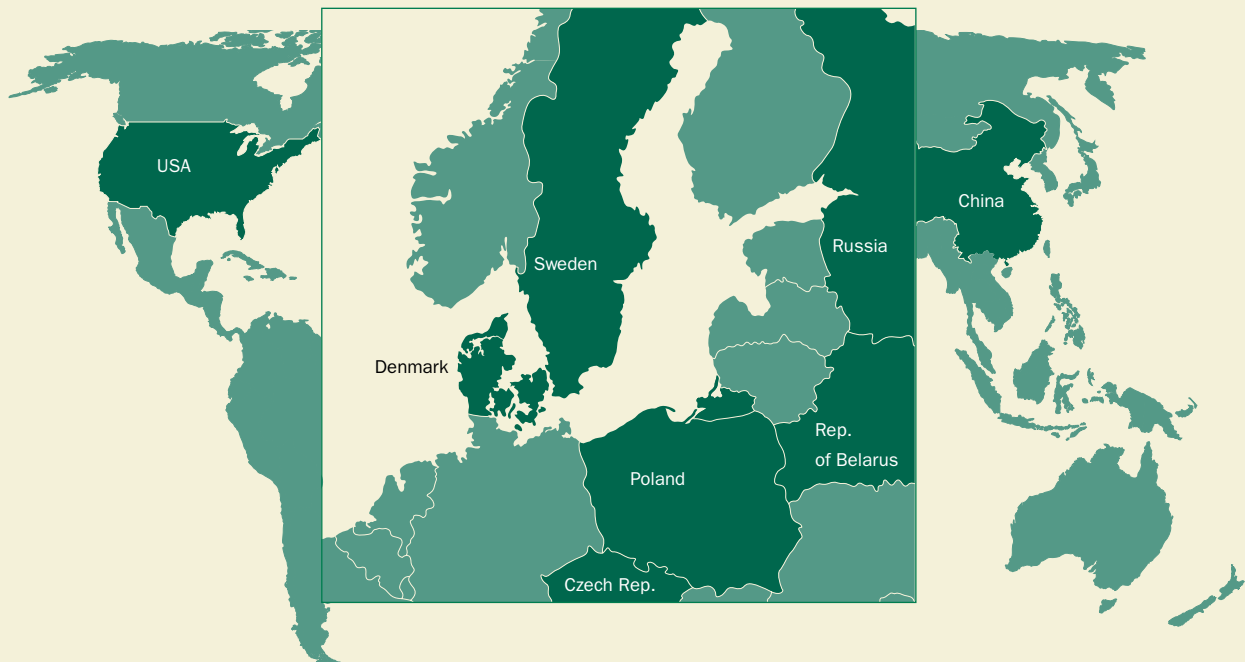 USA
China
Russia
Sweden
Denmark
Rep.
of Belarus
Poland
Czech Rep.